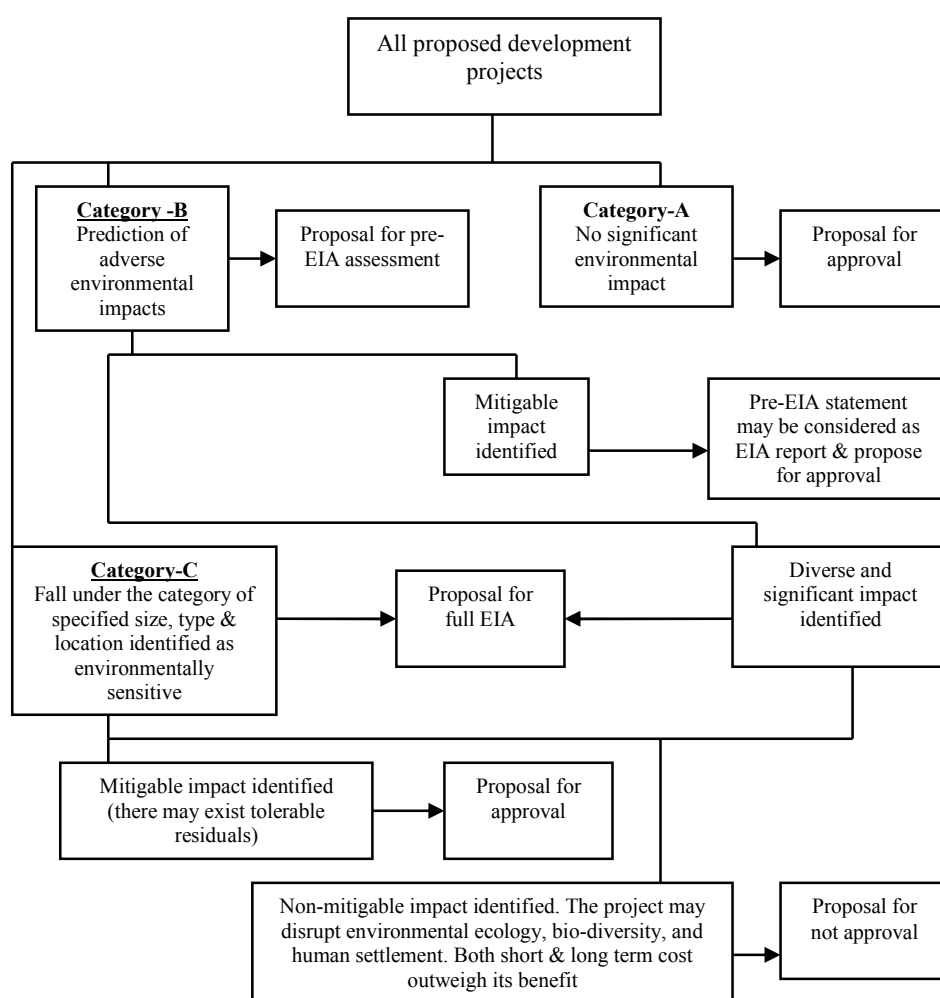 All proposed development
projects
Category -B
Prediction of
adverse
environmental
impacts
Proposal for pre-
EIA assessment
Category-A
No significant
environmental
impact
Proposal for
approval
Mitigable
impact
identified
Pre-EIA statement
may be considered as
EIA report & propose
for approval
Category-C
Fall under the category of
specified size, type &
location identified as
environmentally
sensitive
Proposal for
full EIA
Diverse and
significant impact
identified
Mitigable impact identified
(there may exist tolerable
residuals)
Proposal for
approval
Non-mitigable impact identified. The project may
disrupt environmental ecology, bio-diversity, and
human settlement. Both short & long term cost
outweigh its benefit
Proposal for
not approval